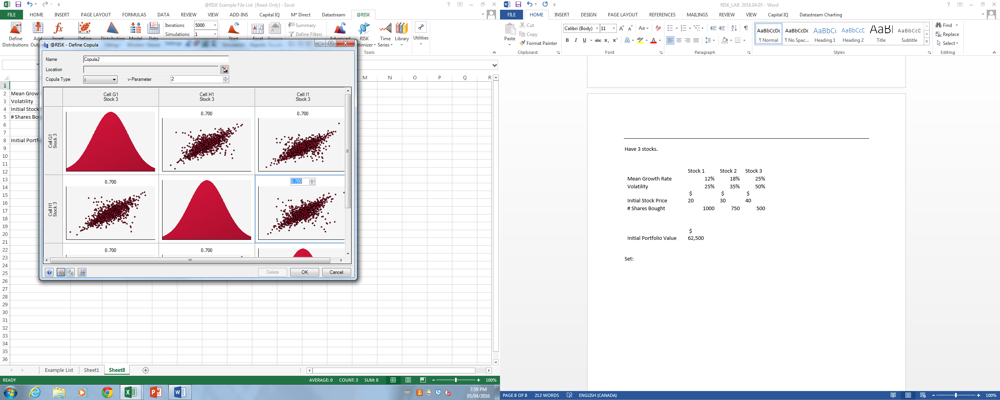 @RISK Example File List [Read-Only] - Excel
FILE HOME INSERT PAGE LAYOUT FORMULAS DATA REVIEW VIEW ADD-INS Capital IQ M* Direct Datastream @RISK
Iterations 5000
Simulations 1
Summary
Define Filters
Define Distributions
Add
Insert
Define
Distribution
Model
Data
Start
Excel
Browse
Advanced
RISK
Time Series
Library
Utilities
Tools
@RISK - Define Copula
Name Copula2
Location
Copula Type t v-Parameter 2
Cell G1 Stock 3
Cell H1 Stock 3
Cell I1 Stock 3
Cell G1 Stock 3
0.700 0.700
Cell H1 Stock 3
0.700 0.700
0.700 0.700
Delete OK Cancel
M N O P Q R
1
2 Mean Grow
3 Volatility
4 Initial Stock
5 # Shares Bo
6
7
8 Initial Portf
9
10
11
12
13
14
15
16
17
18
19
20
21
22
23
24
25
26
27
28
29
30
31
32
33
34
35
36
Example List Sheet1 Sheet8
READY AVERAGE: 0 COUNT: 3 SUM: 0 100%
7:59 PM
05/04/2016
RISK_LAB 2016.04.05 - Word
FILE HOME INSERT DESIGN PAGE LAYOUT REFERENCES MAILINGS REVIEW VIEW Capital IQ Datastream Charting
Paste
Cut
Copy
Format Painter
Clipboard
Calibri (Body) 11
B I U abc x₂ x²
Font
Paragraph
AaBbCcDc AaBbCcDc AaBbC AaBbCcD AaB AaBbCcD
¶ Normal ¶ No Spac... Heading 1 Heading 2 Title Subtitle
Styles
Find
Replace
Select
Editing
Have 3 stocks.
Stock 1 Stock 2 Stock 3
Mean Growth Rate 12% 18% 25%
Volatility 25% 35% 50%
$ $ $
Initial Stock Price 20 30 40
# Shares Bought 1000 750 500
$
Initial Portfolio Value 62,500
Set:
PAGE 8 OF 8 212 WORDS ENGLISH (CANADA) 100%